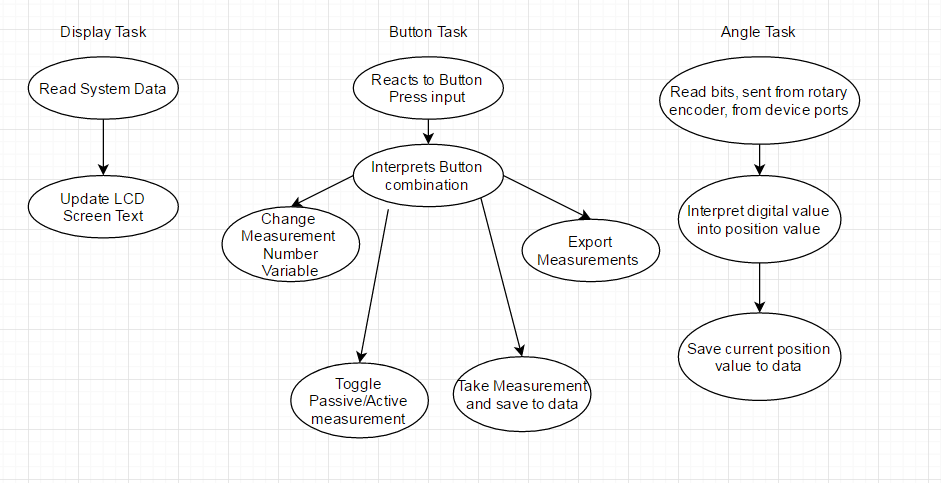 Display Task
Button Task
Angle Task
Read System Data
Reacts to Button
Press input
Read bits, sent from rotary
encoder, from device ports
Update LCD
Screen Text
Interprets Button
combination
Interpret digital value
into position value
Change
Measurement
Number
Variable
Export
Measurements
Toggle
Passive/Active
measurement
Take Measurement
and save to data
Save current position
value to data